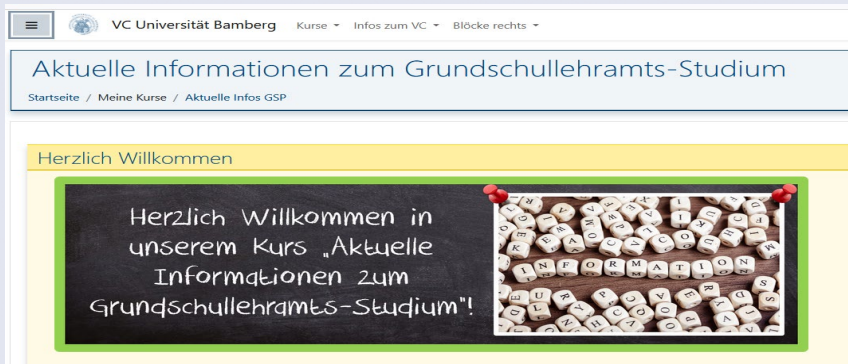 VC Universität Bamberg Kurse Infos zum VC Blöcke rechts
Aktuelle Informationen zum Grundschullehramts-Studium
Startseite / Meine Kurse / Aktuelle Infos GSP
Herzlich Willkommen
Herzlich Willkommen in
unserem Kurs „Aktuelle
Informationen zum
Grundschullehramts-Studium"!
INFORMATION